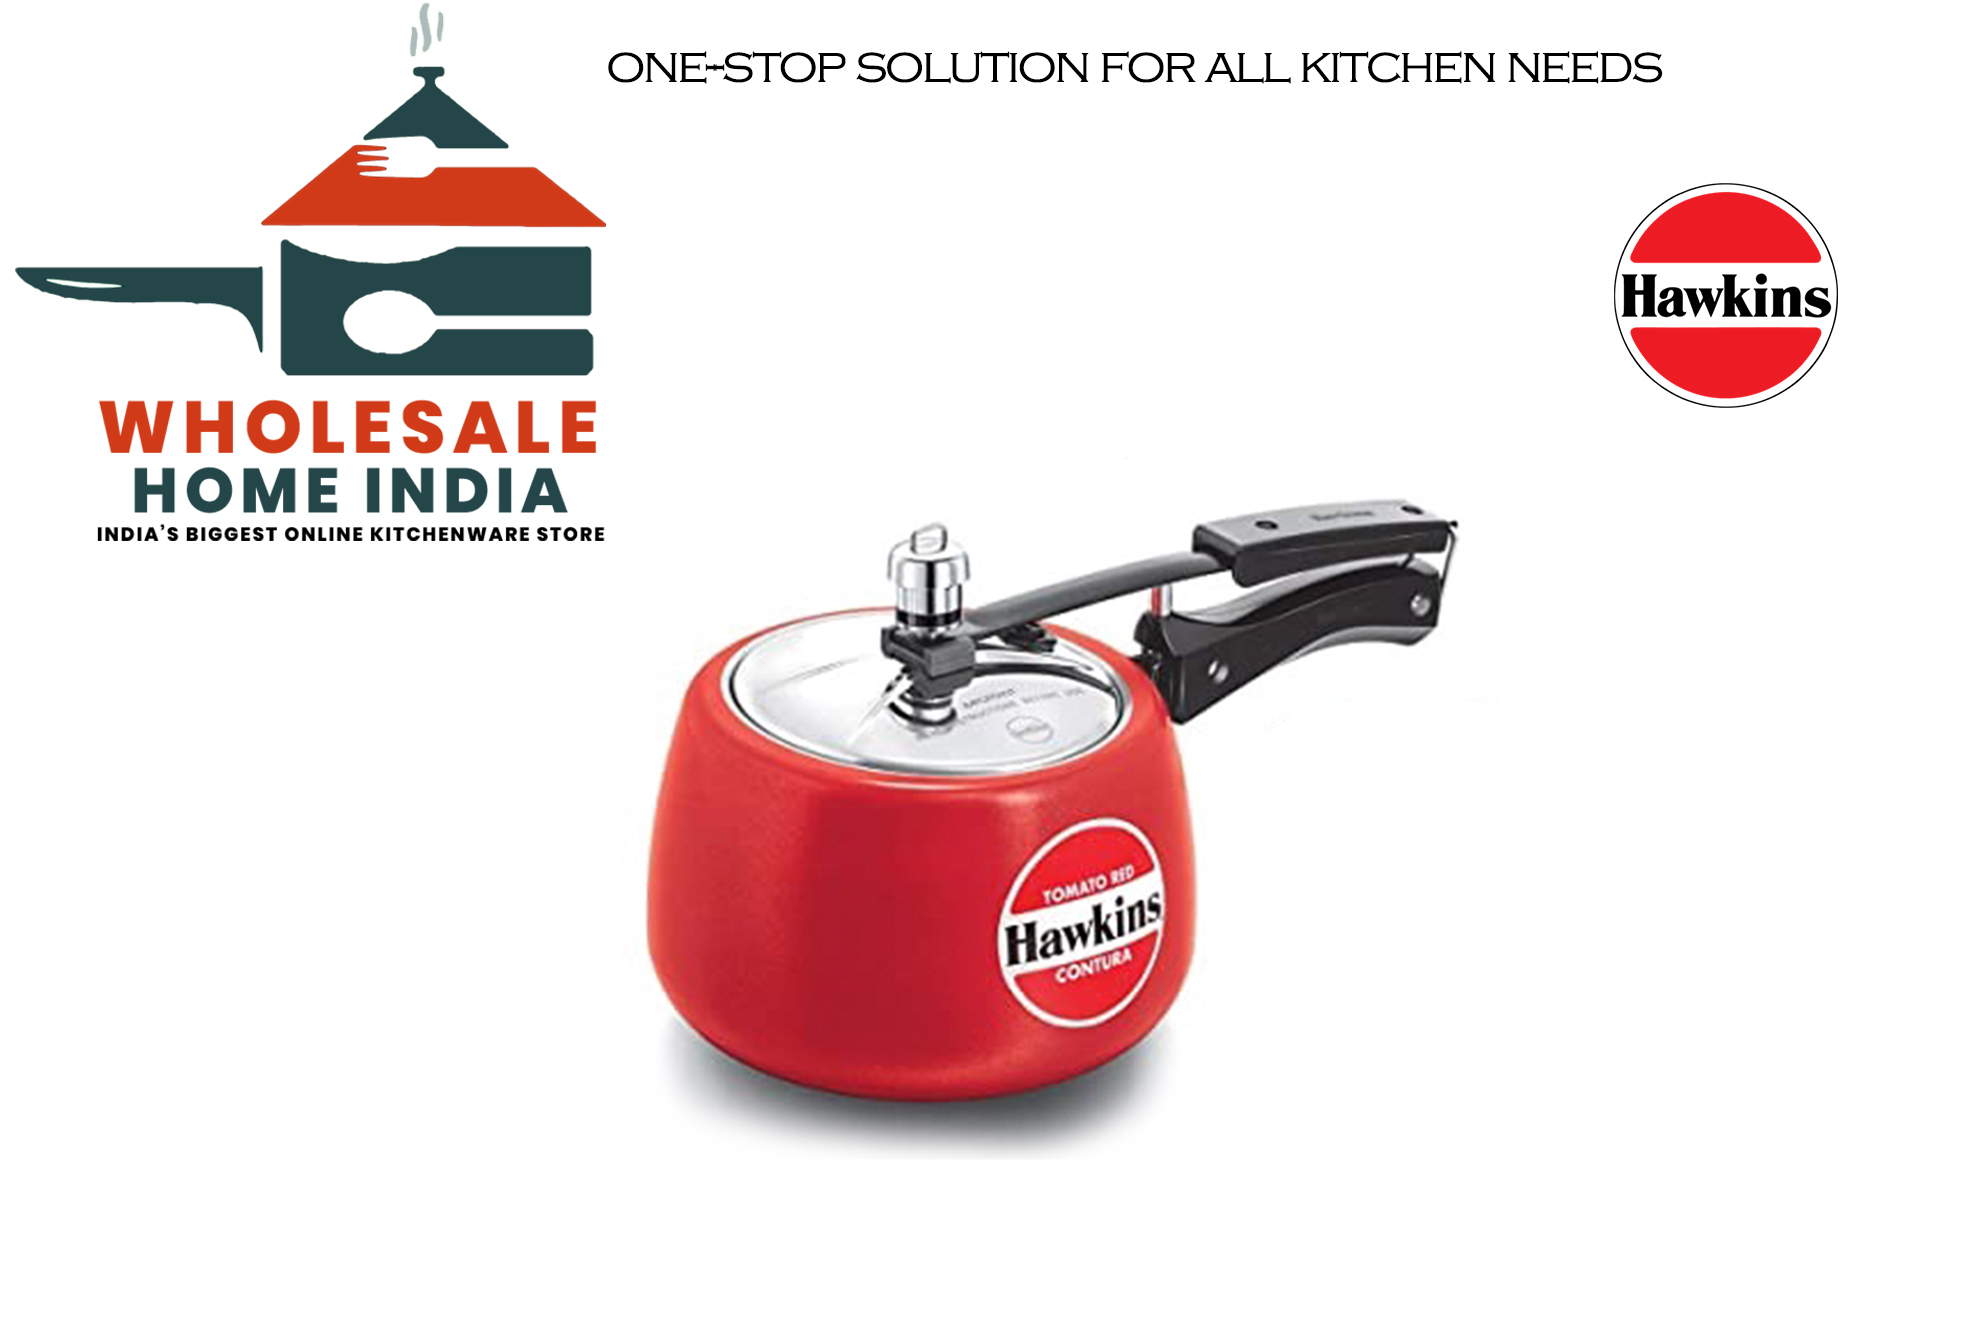 ONE-STOP SOLUTION FOR ALL KITCHEN NEEDS
Hawkins
WHOLESALE
HOME INDIA
INDIA'S BIGGEST ONLINE KITCHENWARE STORE
TOMATO RED
Hawkins
CONTURA